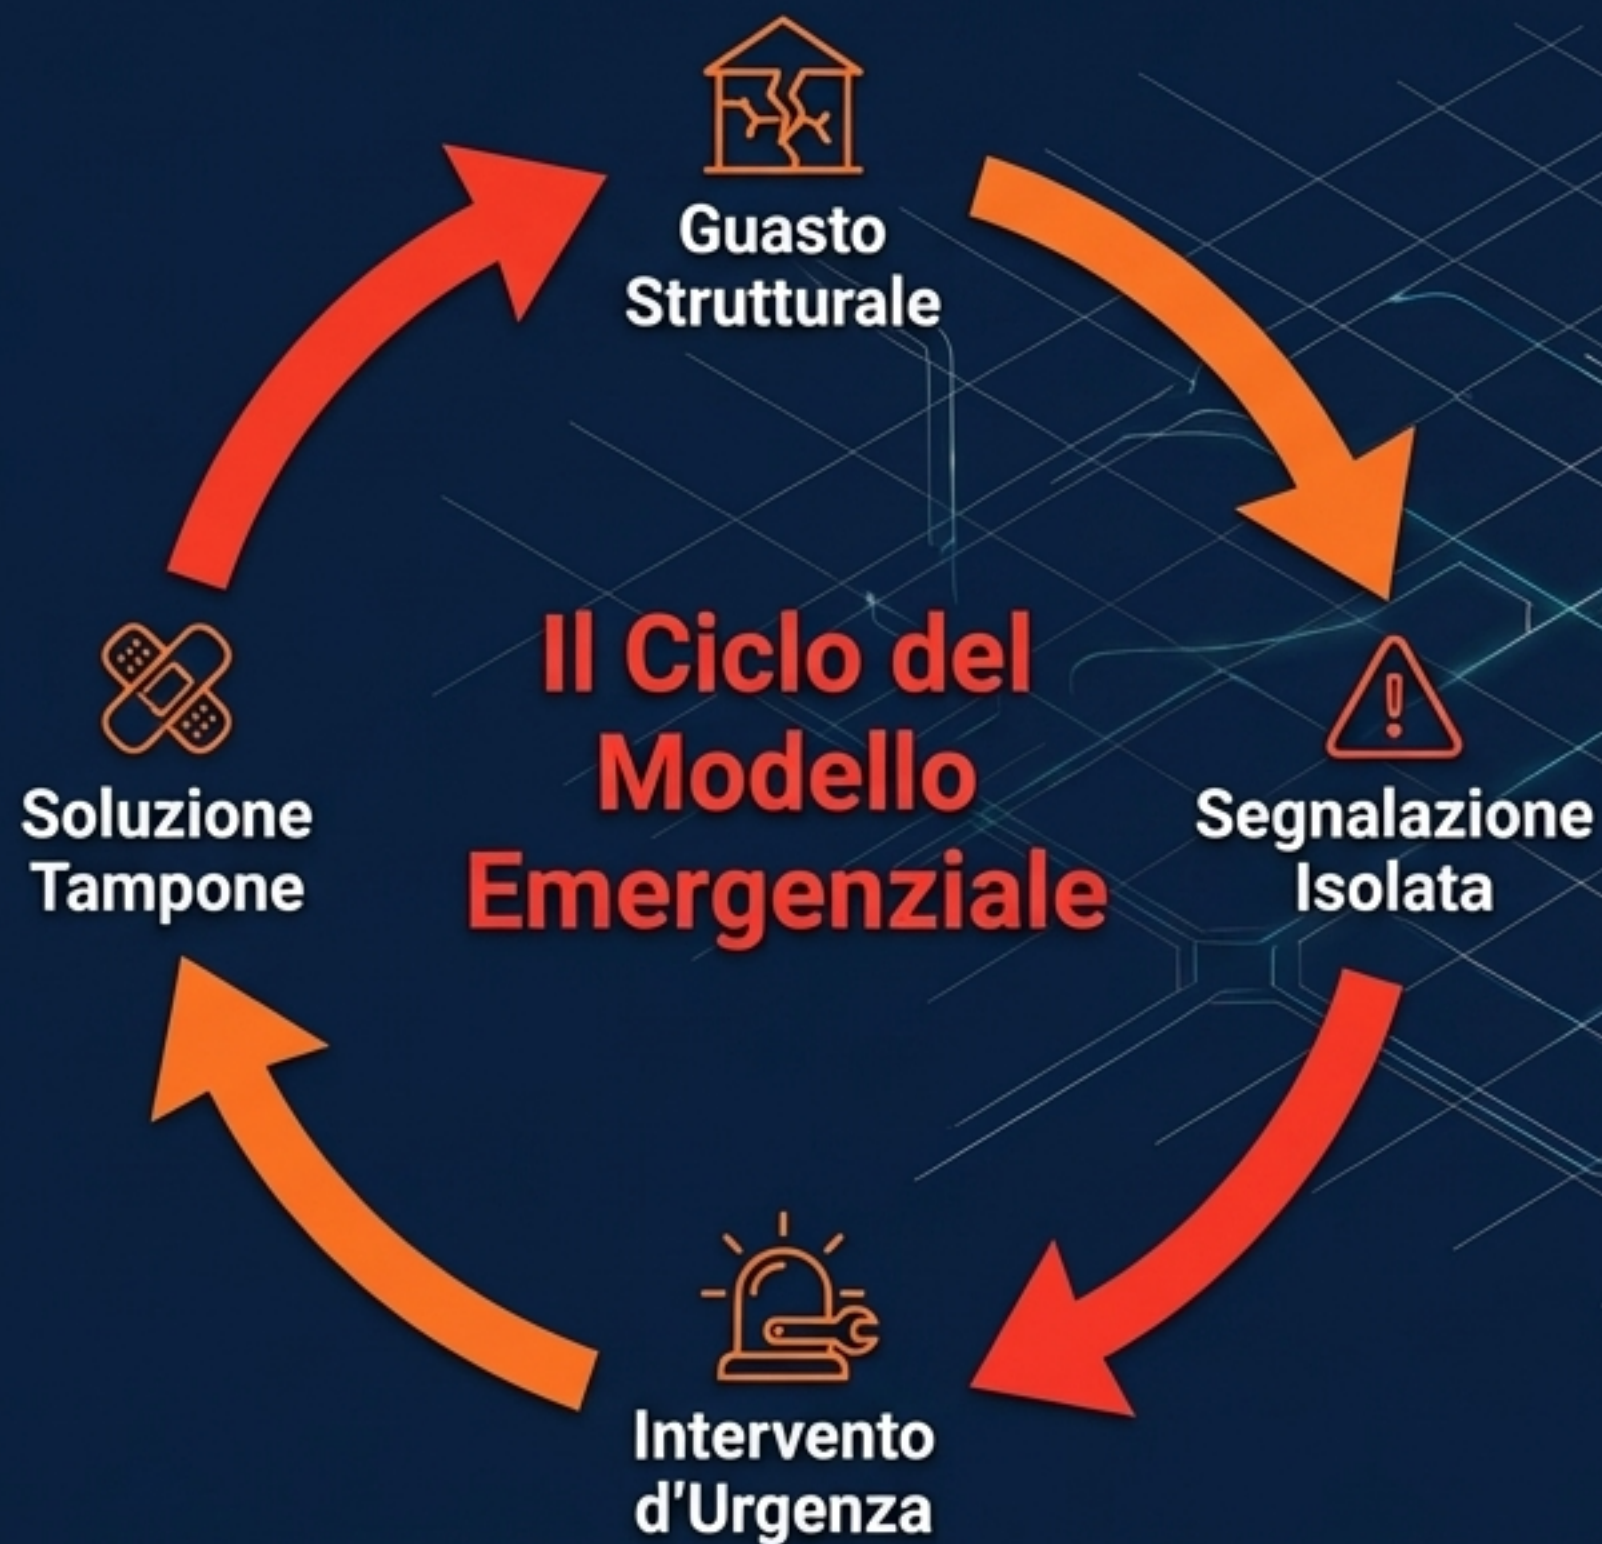 Guasto
Strutturale
Il Ciclo del
Modello
Emergenziale
Soluzione
Tampone
Segnalazione
Isolata
Intervento
d'Urgenza